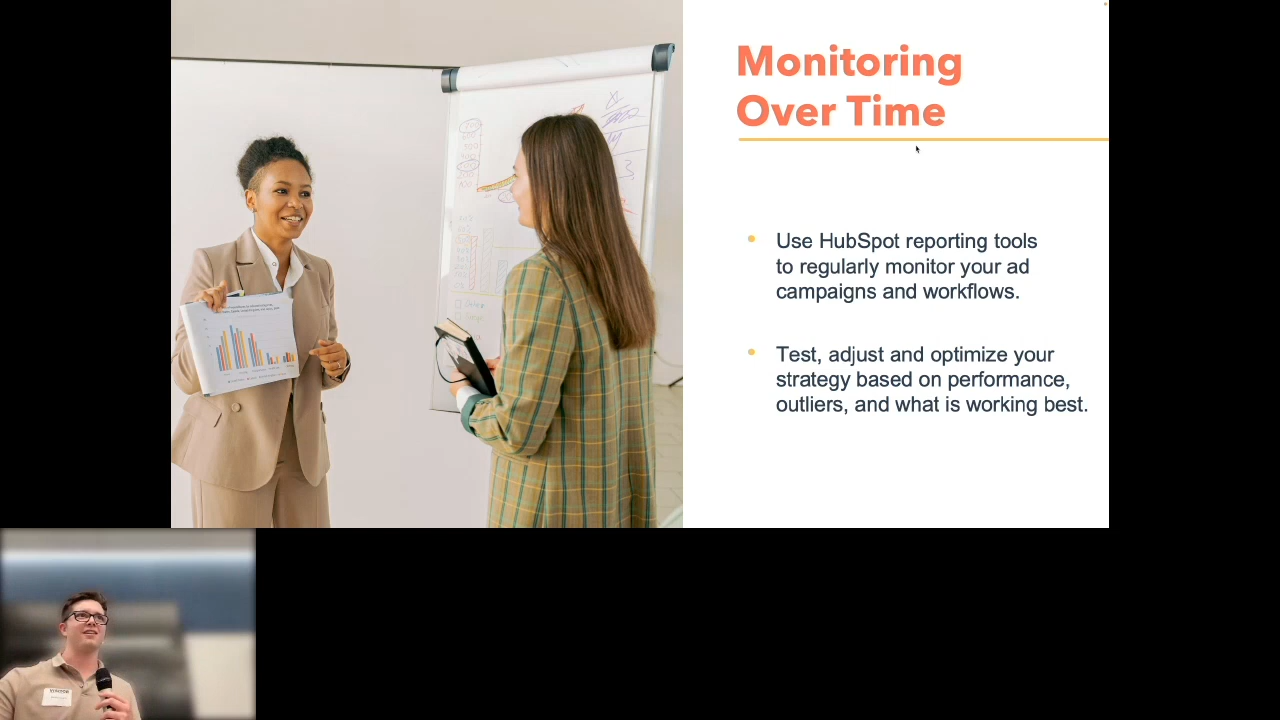 Monitoring
Over Time
• Use HubSpot reporting tools
to regularly monitor your ad
campaigns and workflows.
• Test, adjust and optimize your
strategy based on performance,
outliers, and what is working best.